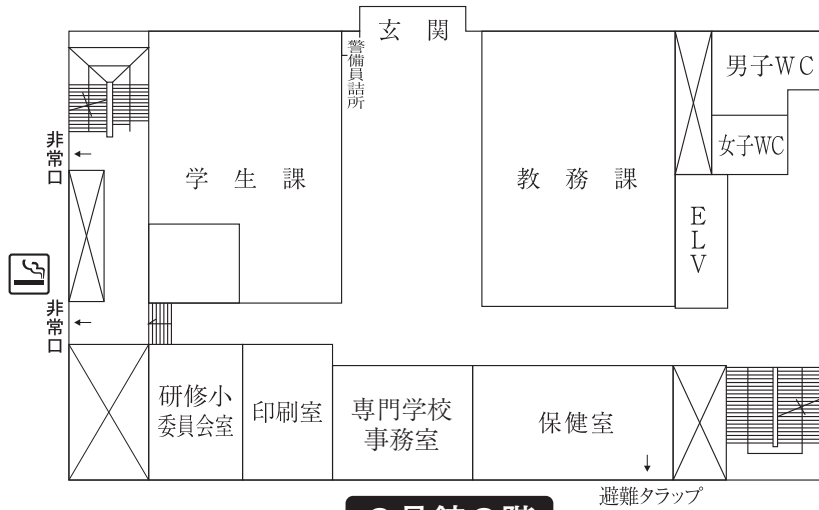 玄関
警備員詰所
男子WC
女子WC
非常口
学生課
教務課
ELV
非常口
研修小
委員会室
印刷室
専門学校
事務室
保健室
避難タラップ